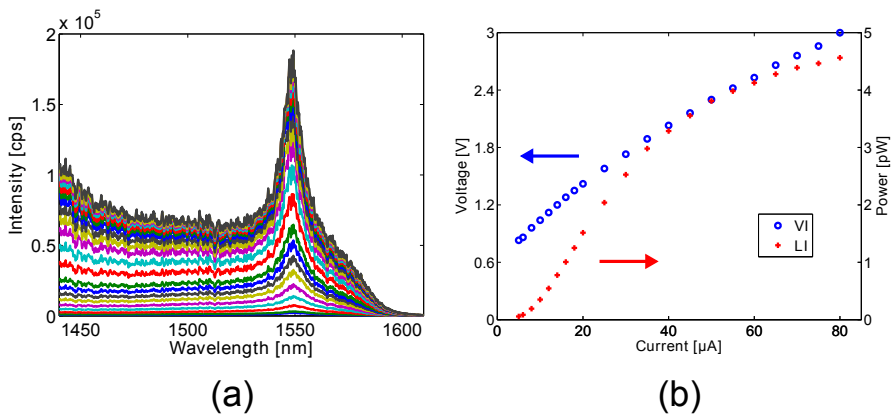 x 10⁵
2
1.5
1
0.5
0
1450 1500 1550 1600
Intensity [cps]
Wavelength [nm]
(a)
3
2.4
1.8
1.2
0.6
0
0 20 40 60 80
5
4
3
2
1
0
Voltage [V]
Current [µA]
Power [pW]
VI
LI
(b)